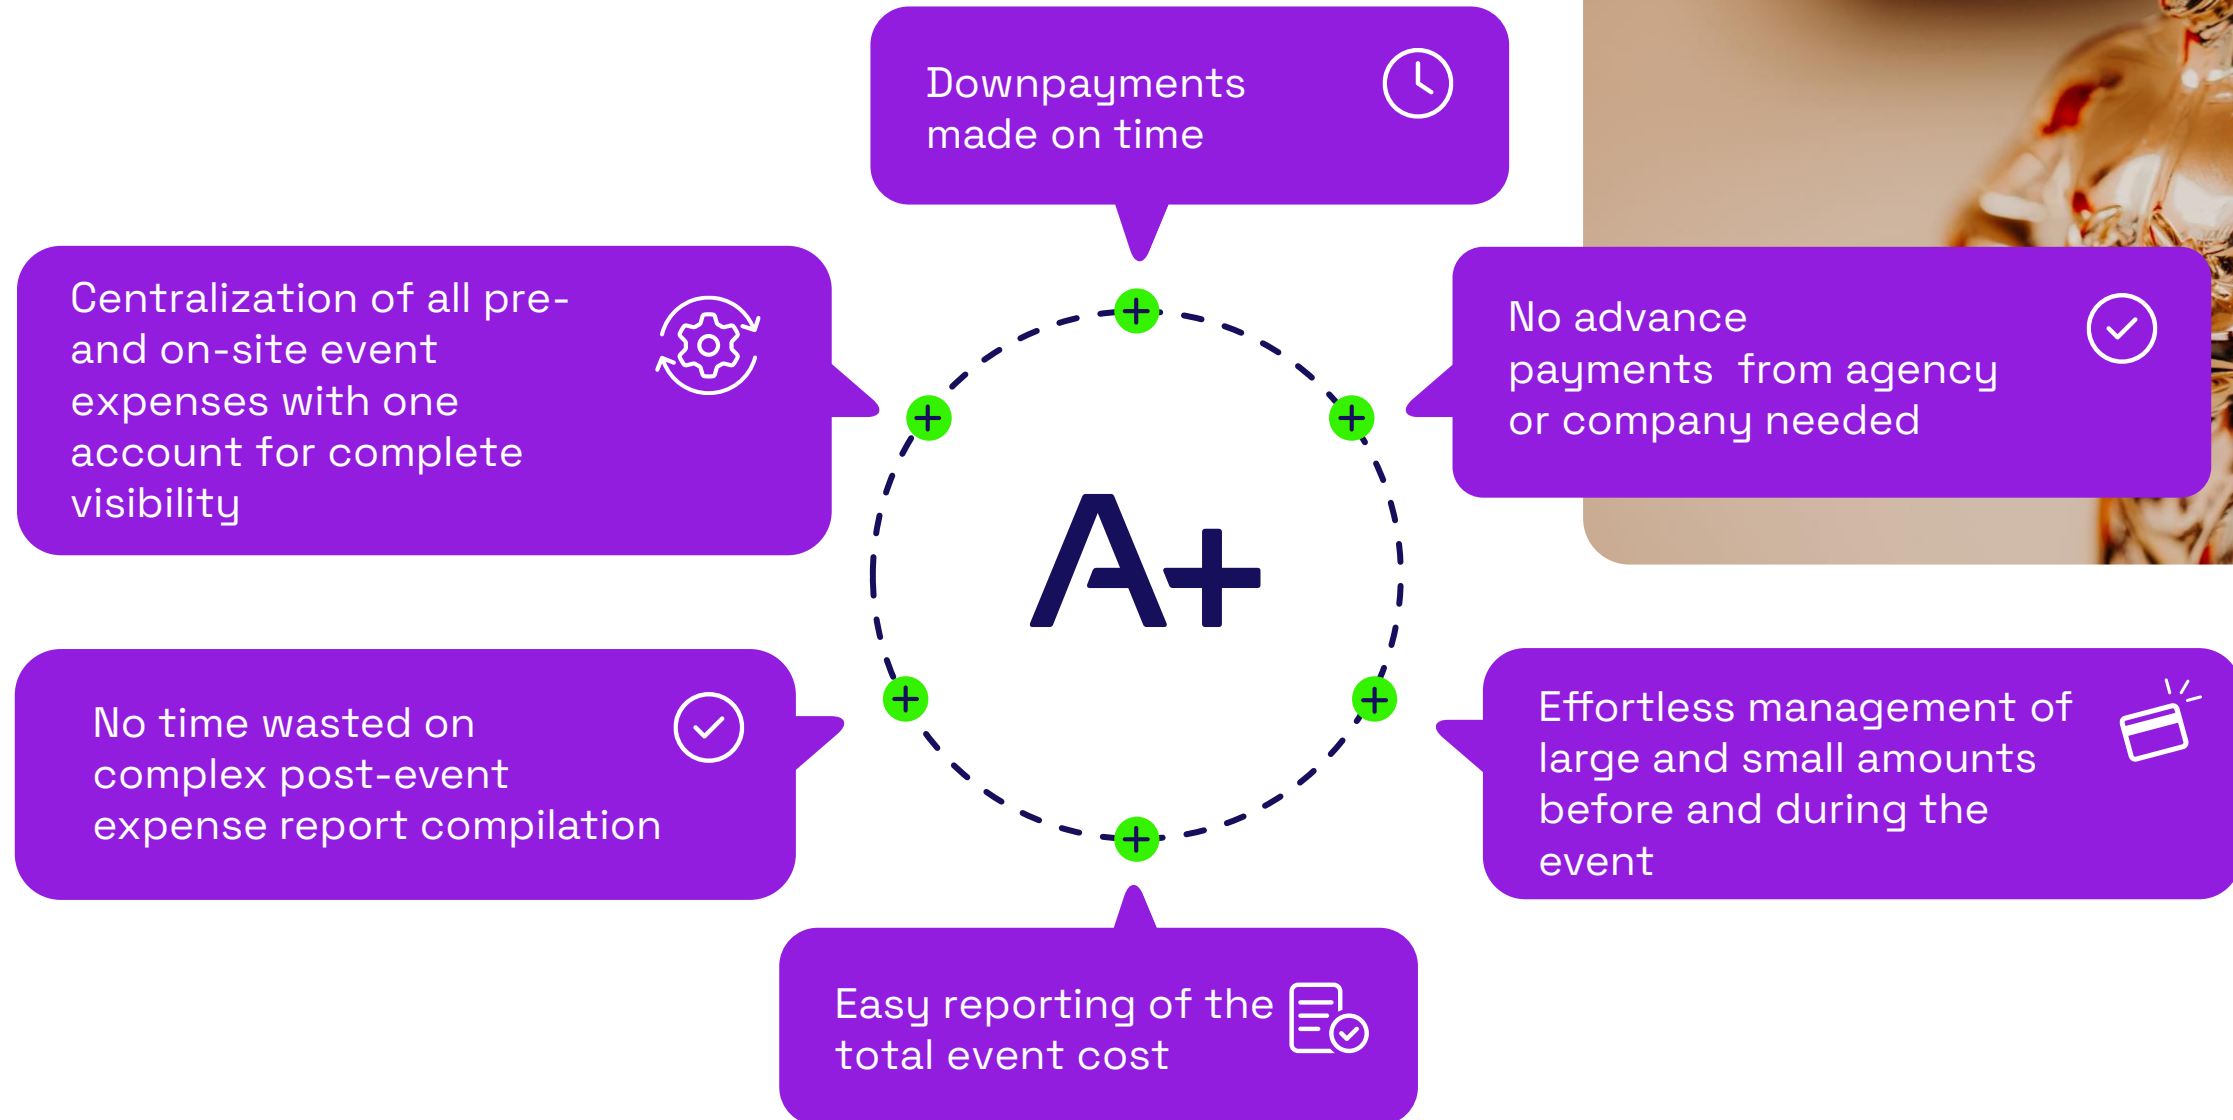 Downpayments
made on time
Centralization of all pre-
and on-site event
expenses with one
account for complete
visibility
No advance
payments  from agency
or company needed
A+
No time wasted on
complex post-event
expense report compilation
Effortless management of
large and small amounts
before and during the
event
Easy reporting of the
total event cost